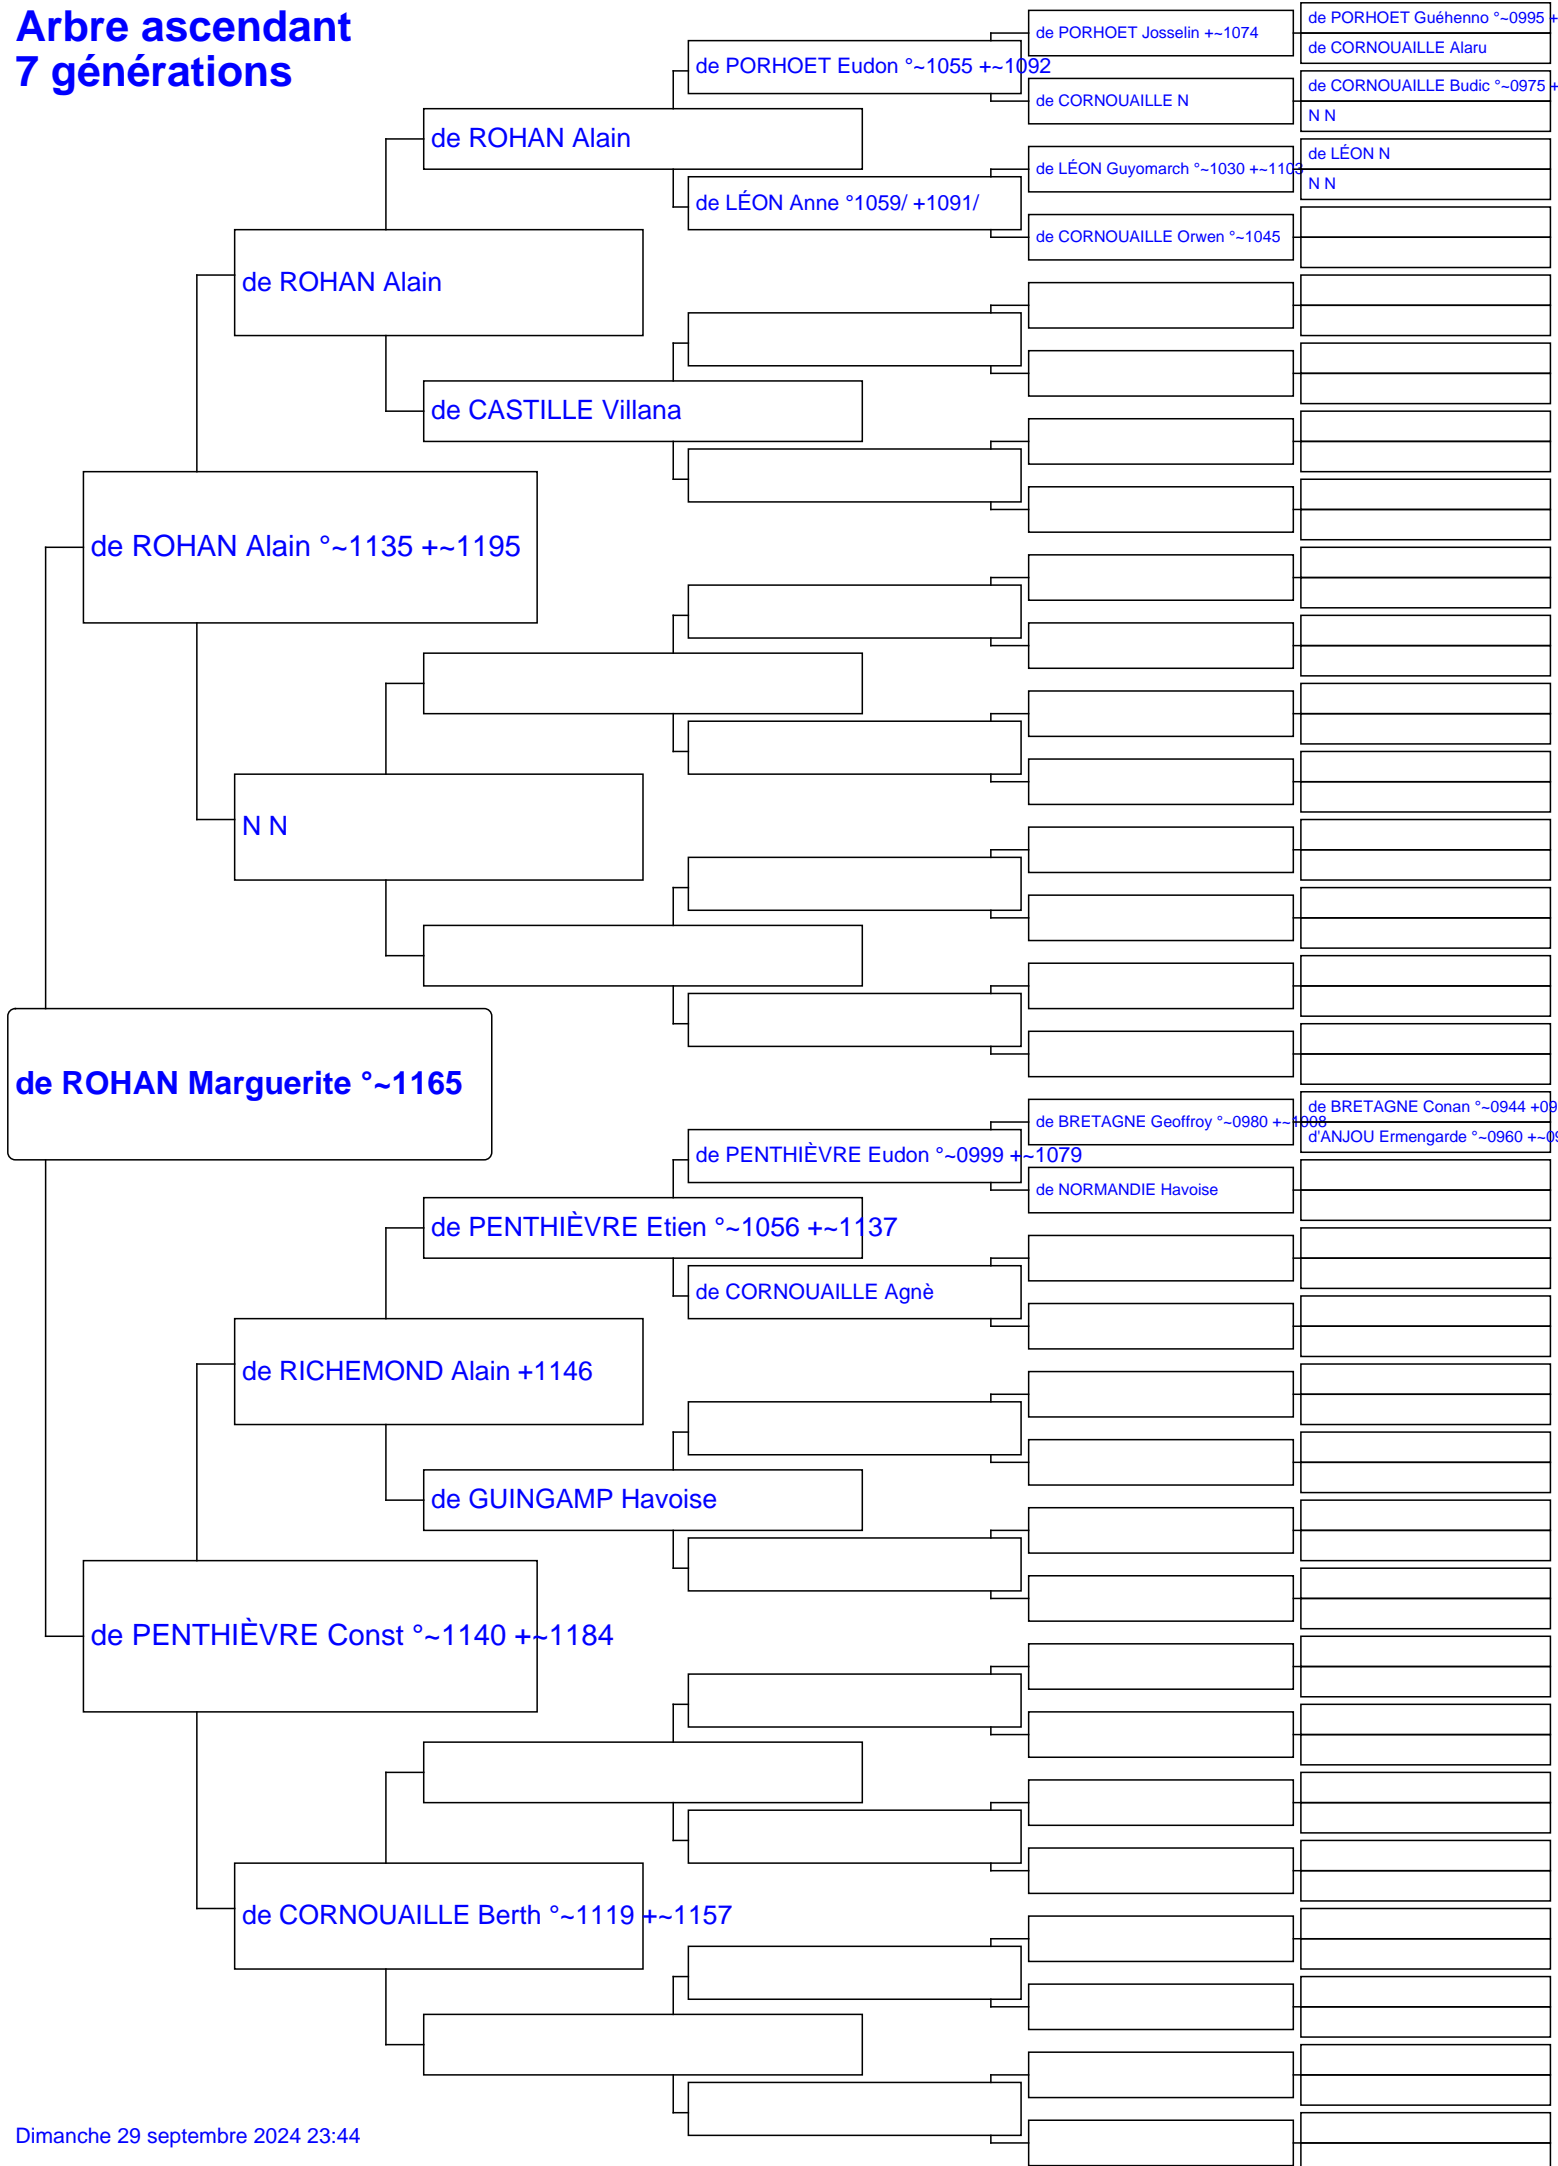 Arbre ascendant
7 générations
de PORHOET Guéhenno °~0995 +
de PORHOET Josselin +~1074
de CORNOUAILLE Alaru
de PORHOET Eudon °~1055 +~1092
de CORNOUAILLE Budic °~0975 +
de CORNOUAILLE N
N N
de ROHAN Alain
de LÉON N
de LÉON Guyomarch °~1030 +~1103
N N
de LÉON Anne °1059/ +1091/
de CORNOUAILLE Orwen °~1045
de ROHAN Alain
de CASTILLE Villana
de ROHAN Alain °~1135 +~1195
N N
de ROHAN Marguerite °~1165
de BRETAGNE Conan °~0944 +09
de BRETAGNE Geoffroy °~0980 +~1008
d'ANJOU Ermengarde °~0960 +~09
de PENTHIÈVRE Eudon °~0999 +~1079
de NORMANDIE Havoise
de PENTHIÈVRE Etien °~1056 +~1137
de CORNOUAILLE Agnè
de RICHEMOND Alain +1146
de GUINGAMP Havoise
de PENTHIÈVRE Const °~1140 +~1184
de CORNOUAILLE Berth °~1119 +~1157
Dimanche 29 septembre 2024 23:44